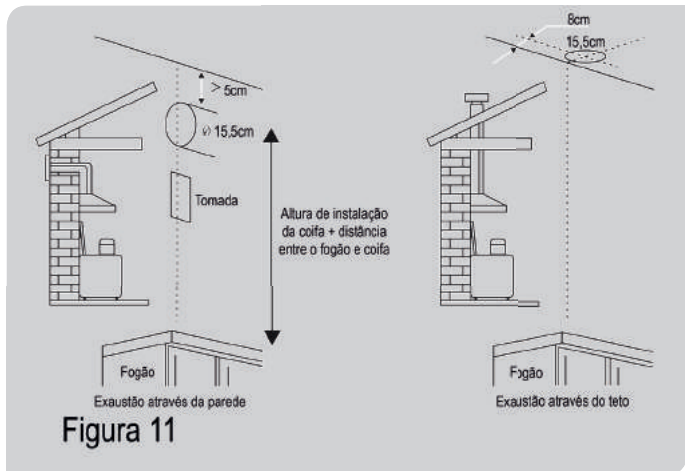 > 5cm
15,5cm
Tomada
Altura de instalação
da coifa + distância
entre o fogão e coifa
Fogão
Exaustão através da parede
8cm
15,5cm
Fogão
Exaustão através do teto
Figura 11